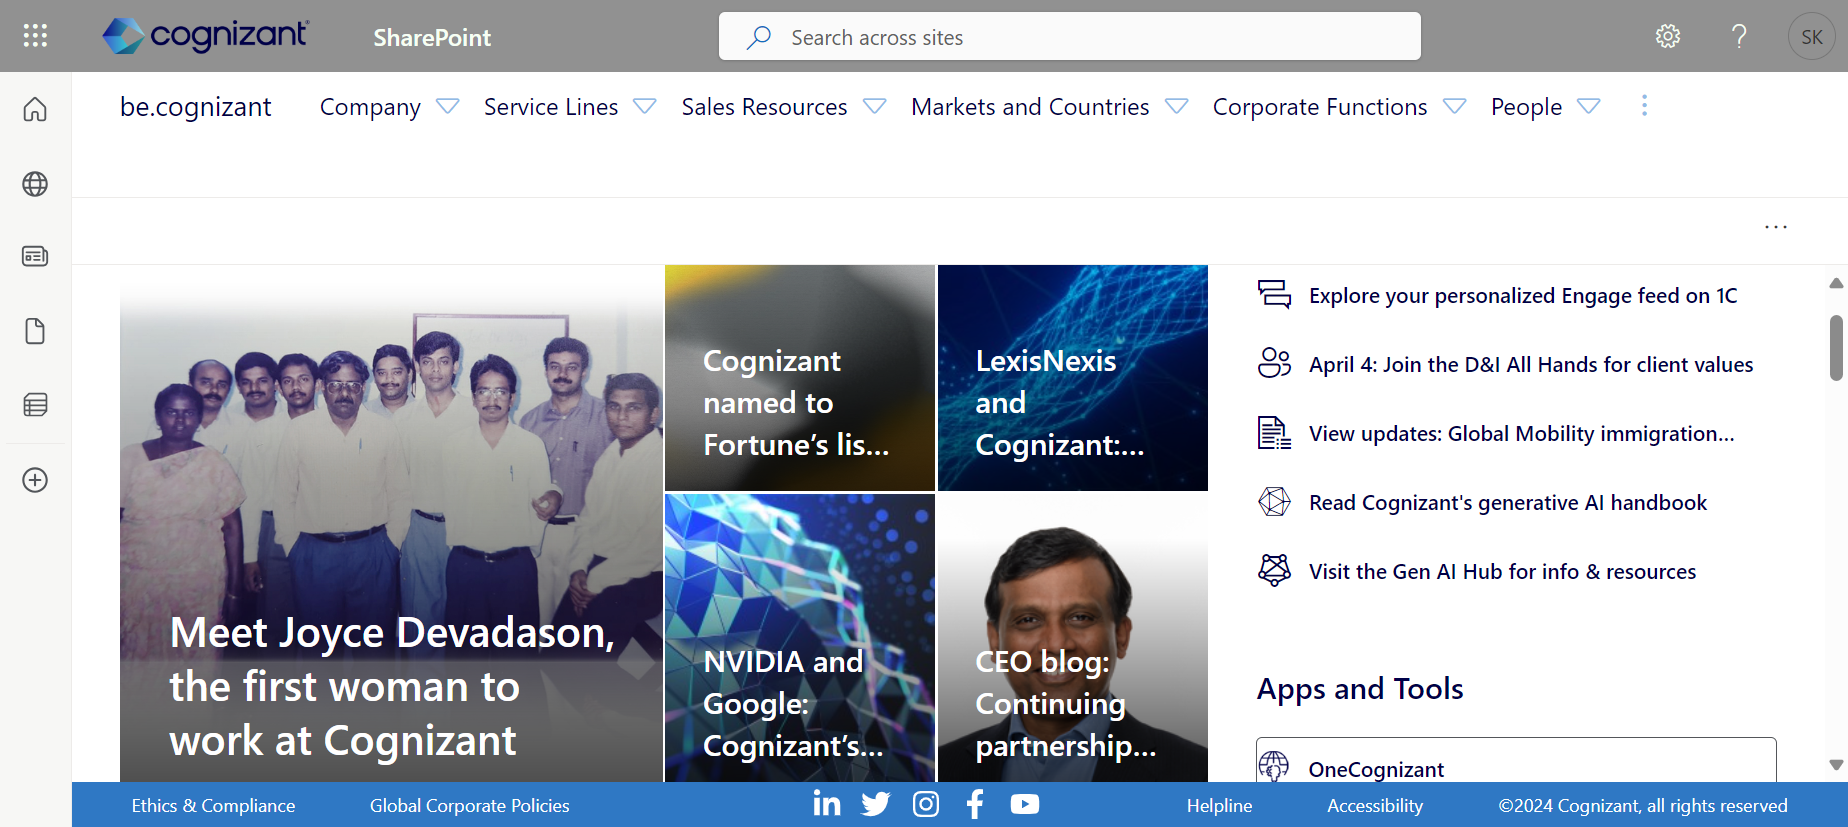 cognizant
SharePoint
Search across sites
SK
be.cognizant
Company
Service Lines
Sales Resources
Markets and Countries
Corporate Functions
People
Meet Joyce Devadason,
the first woman to
work at Cognizant
Cognizant
named to
Fortune’s lis...
LexisNexis
and
Cognizant:...
NVIDIA and
Google:
Cognizant’s...
CEO blog:
Continuing
partnership...
Explore your personalized Engage feed on 1C
April 4: Join the D&I All Hands for client values
View updates: Global Mobility immigration...
Read Cognizant's generative AI handbook
Visit the Gen AI Hub for info & resources
Apps and Tools
OneCognizant
Ethics & Compliance
Global Corporate Policies
Helpline
Accessibility
©2024 Cognizant, all rights reserved